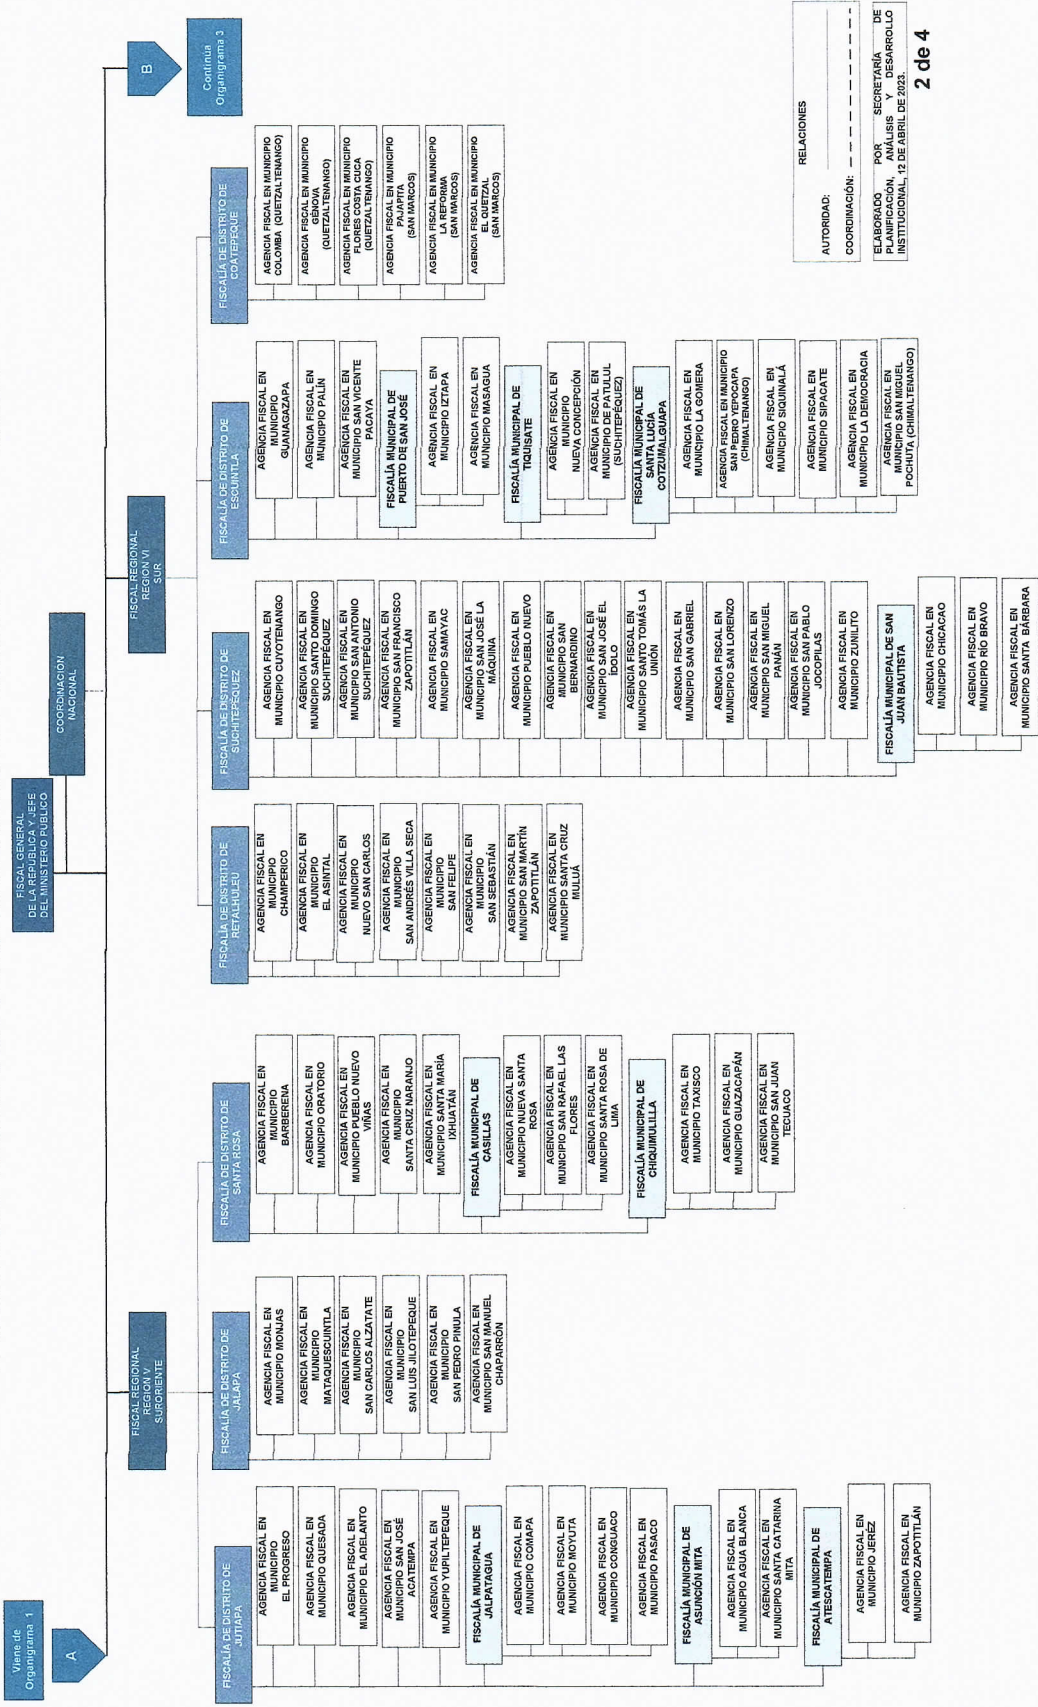 Viene de
Organigrama 1
A
FISCAL GENERAL
DE LA REPÚBLICA Y JEFE
DEL MINISTERIO PÚBLICO
COORDINACIÓN
NACIONAL
B
Continúa
Organigrama 3
FISCAL REGIONAL
REGION V
SURORIENTE
FISCAL REGIONAL
REGION VI
SUR
FISCALÍA DE DISTRITO DE
JUTIAPA
AGENCIA FISCAL EN
MUNICIPIO
EL PROGRESO
AGENCIA FISCAL EN
MUNICIPIO QUESADA
AGENCIA FISCAL EN
MUNICIPIO EL ADELANTO
AGENCIA FISCAL EN
MUNICIPIO SAN JOSÉ
ACATEMPA
AGENCIA FISCAL EN
MUNICIPIO YUPILTEPEQUE
FISCALÍA MUNICIPAL DE
JALPATAGUA
AGENCIA FISCAL EN
MUNICIPIO COMAPA
AGENCIA FISCAL EN
MUNICIPIO MOYUTA
AGENCIA FISCAL EN
MUNICIPIO CONGUACO
AGENCIA FISCAL EN
MUNICIPIO PASACO
FISCALÍA MUNICIPAL DE
ASUNCIÓN MITA
AGENCIA FISCAL EN
MUNICIPIO AGUA BLANCA
AGENCIA FISCAL EN
MUNICIPIO SANTA CATARINA
MITA
FISCALÍA MUNICIPAL DE
ATESCATEMPA
AGENCIA FISCAL EN
MUNICIPIO JERÉZ
AGENCIA FISCAL EN
MUNICIPIO ZAPOTITLÁN
FISCALÍA DE DISTRITO DE
JALAPA
AGENCIA FISCAL EN
MUNICIPIO MONJAS
AGENCIA FISCAL EN
MUNICIPIO
MATAQUESCUINTLA
AGENCIA FISCAL EN
MUNICIPIO
SAN CARLOS ALZATATE
AGENCIA FISCAL EN
MUNICIPIO
SAN LUIS JILOTEPEQUE
AGENCIA FISCAL EN
MUNICIPIO
SAN PEDRO PINULA
AGENCIA FISCAL EN
MUNICIPIO SAN MANUEL
CHAPARRÓN
FISCALÍA DE DISTRITO DE
SANTA ROSA
AGENCIA FISCAL EN
MUNICIPIO
BARBERENA
AGENCIA FISCAL EN
MUNICIPIO ORATORIO
AGENCIA FISCAL EN
MUNICIPIO PUEBLO NUEVO
VIÑAS
AGENCIA FISCAL EN
MUNICIPIO
SANTA CRUZ NARANJO
AGENCIA FISCAL EN
MUNICIPIO SANTA MARÍA
IXHUATÁN
FISCALÍA MUNICIPAL DE
CASILLAS
AGENCIA FISCAL EN
MUNICIPIO NUEVA SANTA
ROSA
AGENCIA FISCAL EN
MUNICIPIO SAN RAFAEL LAS
FLORES
AGENCIA FISCAL EN
MUNICIPIO SANTA ROSA DE
LIMA
FISCALÍA MUNICIPAL DE
CHIQUIMULILLA
AGENCIA FISCAL EN
MUNICIPIO TAXISCO
AGENCIA FISCAL EN
MUNICIPIO GUAZACAPÁN
AGENCIA FISCAL EN
MUNICIPIO SAN JUAN
TECUACO
FISCALÍA DE DISTRITO DE
RETALHULEU
AGENCIA FISCAL EN
MUNICIPIO
CHAMPERICO
AGENCIA FISCAL EN
MUNICIPIO
EL ASINTAL
AGENCIA FISCAL EN
MUNICIPIO
NUEVO SAN CARLOS
AGENCIA FISCAL EN
MUNICIPIO
SAN ANDRÉS VILLA SECA
AGENCIA FISCAL EN
MUNICIPIO
SAN FELIPE
AGENCIA FISCAL EN
MUNICIPIO
SAN SEBASTIÁN
AGENCIA FISCAL EN
MUNICIPIO SAN MARTÍN
ZAPOTITLÁN
AGENCIA FISCAL EN
MUNICIPIO SANTA CRUZ
MULUÁ
FISCALÍA DE DISTRITO DE
SUCHITEPÉQUEZ
AGENCIA FISCAL EN
MUNICIPIO CUYOTENANGO
AGENCIA FISCAL EN
MUNICIPIO SANTO DOMINGO
SUCHITEPÉQUEZ
AGENCIA FISCAL EN
MUNICIPIO SAN ANTONIO
SUCHITEPÉQUEZ
AGENCIA FISCAL EN
MUNICIPIO SAN FRANCISCO
ZAPOTITLÁN
AGENCIA FISCAL EN
MUNICIPIO SAMAYAC
AGENCIA FISCAL EN
MUNICIPIO SAN JOSÉ LA
MÁQUINA
AGENCIA FISCAL EN
MUNICIPIO PUEBLO NUEVO
AGENCIA FISCAL EN
MUNICIPIO SAN
BERNARDINO
AGENCIA FISCAL EN
MUNICIPIO SAN JOSÉ EL
ÍDOLO
AGENCIA FISCAL EN
MUNICIPIO SANTO TOMÁS LA
UNIÓN
AGENCIA FISCAL EN
MUNICIPIO SAN GABRIEL
AGENCIA FISCAL EN
MUNICIPIO SAN LORENZO
AGENCIA FISCAL EN
MUNICIPIO SAN MIGUEL
PANÁN
AGENCIA FISCAL EN
MUNICIPIO SAN PABLO
JOCOPILAS
AGENCIA FISCAL EN
MUNICIPIO ZUNILITO
FISCALÍA MUNICIPAL DE SAN
JUAN BAUTISTA
AGENCIA FISCAL EN
MUNICIPIO CHICACAO
AGENCIA FISCAL EN
MUNICIPIO RÍO BRAVO
AGENCIA FISCAL EN
MUNICIPIO SANTA BÁRBARA
FISCALÍA DE DISTRITO DE
ESCUINTLA
AGENCIA FISCAL EN
MUNICIPIO
GUANAGAZAPA
AGENCIA FISCAL EN
MUNICIPIO PALÍN
AGENCIA FISCAL EN
MUNICIPIO SAN VICENTE
PACAYA
FISCALÍA MUNICIPAL DE
PUERTO DE SAN JOSÉ
AGENCIA FISCAL EN
MUNICIPIO IZTAPA
AGENCIA FISCAL EN
MUNICIPIO MASAGUA
FISCALÍA MUNICIPAL DE
TIQUISATE
AGENCIA FISCAL EN
MUNICIPIO
NUEVA CONCEPCIÓN
AGENCIA FISCAL EN
MUNICIPIO DE PATULUL
(SUCHITEPÉQUEZ)
FISCALÍA MUNICIPAL DE
SANTA LUCÍA
COTZUMALGUAPA
AGENCIA FISCAL EN
MUNICIPIO LA GOMERA
AGENCIA FISCAL EN MUNICIPIO
SAN PEDRO YEPOCAPA
(CHIMALTENANGO)
AGENCIA FISCAL EN
MUNICIPIO SIQUINALÁ
AGENCIA FISCAL EN
MUNICIPIO SIPACATE
AGENCIA FISCAL EN
MUNICIPIO LA DEMOCRACIA
AGENCIA FISCAL EN
MUNICIPIO SAN MIGUEL
POCHUTA (CHIMALTENANGO)
FISCALÍA DE DISTRITO DE
COATEPEQUE
AGENCIA FISCAL EN MUNICIPIO
COLOMBA (QUETZALTENANGO)
AGENCIA FISCAL EN MUNICIPIO
GÉNOVA
(QUETZALTENANGO)
AGENCIA FISCAL EN MUNICIPIO
FLORES COSTA CUCA
(QUETZALTENANGO)
AGENCIA FISCAL EN MUNICIPIO
PAJAPITA
(SAN MARCOS)
AGENCIA FISCAL EN MUNICIPIO
LA REFORMA
(SAN MARCOS)
AGENCIA FISCAL EN MUNICIPIO
EL QUETZAL
(SAN MARCOS)
RELACIONES
AUTORIDAD:
COORDINACIÓN:
ELABORADO POR SECRETARÍA DE
PLANIFICACIÓN, ANÁLISIS Y DESARROLLO
INSTITUCIONAL, 12 DE ABRIL DE 2023.
2 de 4